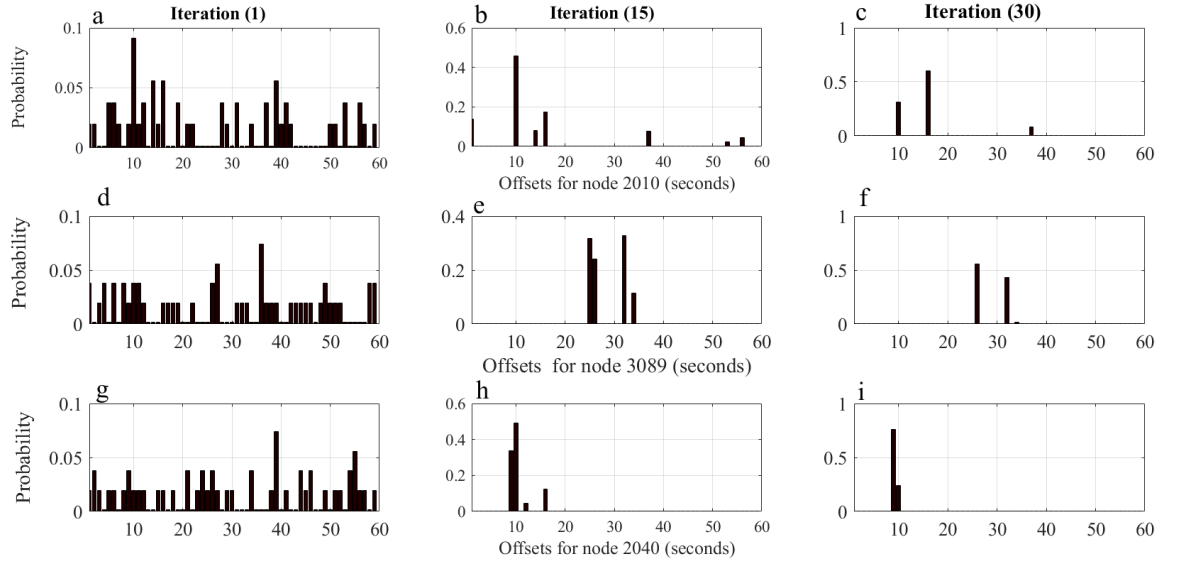 Iteration (1)
Iteration (15)
Iteration (30)
a
b
c
Probability
0.1
0.05
0
10 20 30 40 50 60
0.6
0.4
0.2
0
10 20 30 40 50 60
Offsets for node 2010 (seconds)
1
0.5
0
10 20 30 40 50 60
d
e
f
Probability
0.1
0.05
0
10 20 30 40 50 60
0.4
0.2
0
10 20 30 40 50 60
Offsets for node 3089 (seconds)
1
0.5
0
10 20 30 40 50 60
g
h
i
Probability
0.1
0.05
0
10 20 30 40 50 60
0.6
0.4
0.2
0
10 20 30 40 50 60
Offsets for node 2040 (seconds)
1
0.5
0
10 20 30 40 50 60